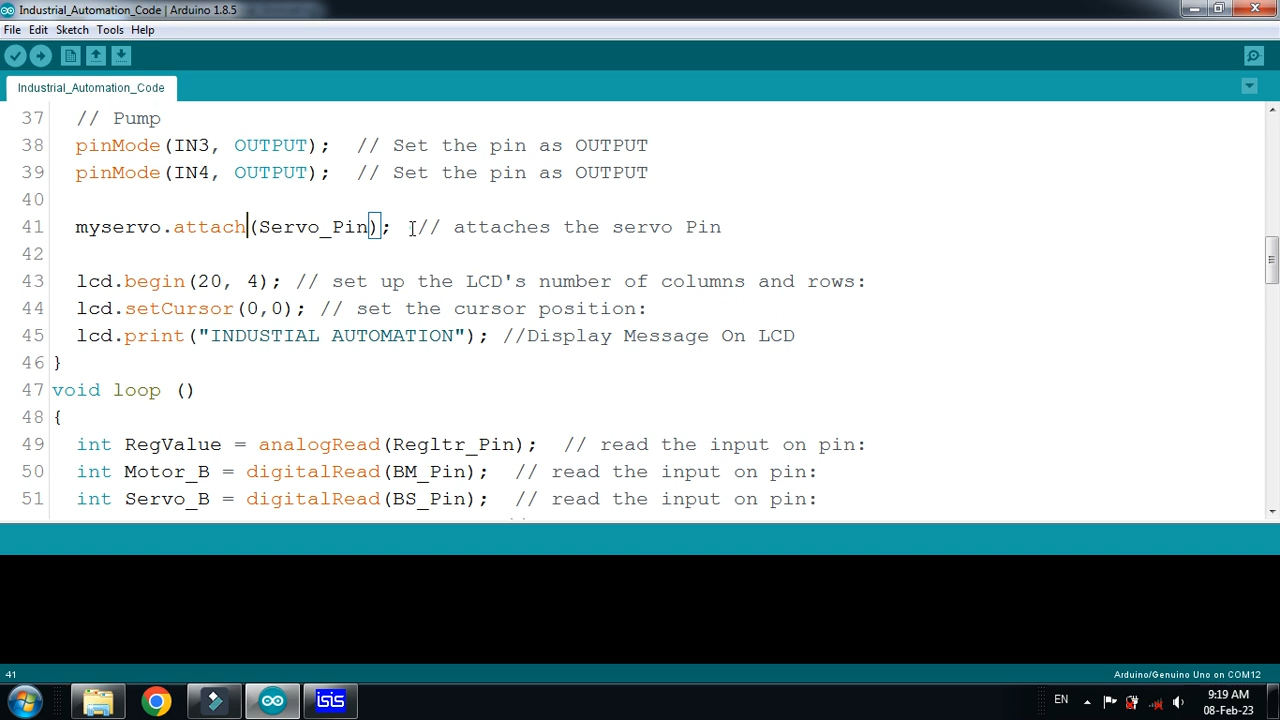 Industrial_Automation_Code | Arduino 1.8.5
File Edit Sketch Tools Help
Industrial_Automation_Code
37 // Pump
38 pinMode(IN3, OUTPUT); // Set the pin as OUTPUT
39 pinMode(IN4, OUTPUT); // Set the pin as OUTPUT
40
41 myservo.attach(Servo_Pin); // attaches the servo Pin
42
43 lcd.begin(20, 4); // set up the LCD's number of columns and rows:
44 lcd.setCursor(0,0); // set the cursor position:
45 lcd.print("INDUSTIAL AUTOMATION"); //Display Message On LCD
46 }
47 void loop ()
48 {
49 int RegValue = analogRead(Regltr_Pin); // read the input on pin:
50 int Motor_B = digitalRead(BM_Pin); // read the input on pin:
51 int Servo_B = digitalRead(BS_Pin); // read the input on pin:
41 Arduino/Genuino Uno on COM12
isis EN 9:19 AM
08-Feb-23